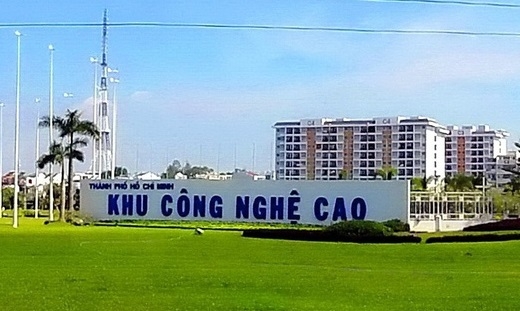 THÀNH PHỐ HỒ CHÍ MINH
KHU CÔNG NGHỆ CAO